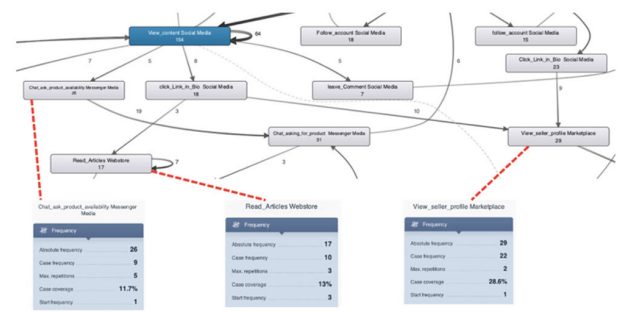 View_content Social Media
154
64
Follow_account Social Media
18
follow_account Social Media
15
7
5
8
5
6
Click_Link_in_Bio Social Media
23
Chat_ask_product_availability Messenger Media
26
click_Link_in_Bio Social Media
18
leave_Comment Social Media
7
9
19
3
10
Chat_asking_for_product Messenger Media
31
View_seller_profile Marketplace
29
Read_Articles Webstore
17
7
3
Chat_ask_product_availability Messenger
Media
Frequency
Absolute frequency 26
Case frequency 9
Max. repetitions 5
Case coverage 11.7%
Start frequency 1
Read_Articles Webstore
Frequency
Absolute frequency 17
Case frequency 10
Max. repetitions 3
Case coverage 13%
Start frequency 3
View_seller_profile Marketplace
Frequency
Absolute frequency 29
Case frequency 22
Max. repetitions 2
Case coverage 28.6%
Start frequency 1